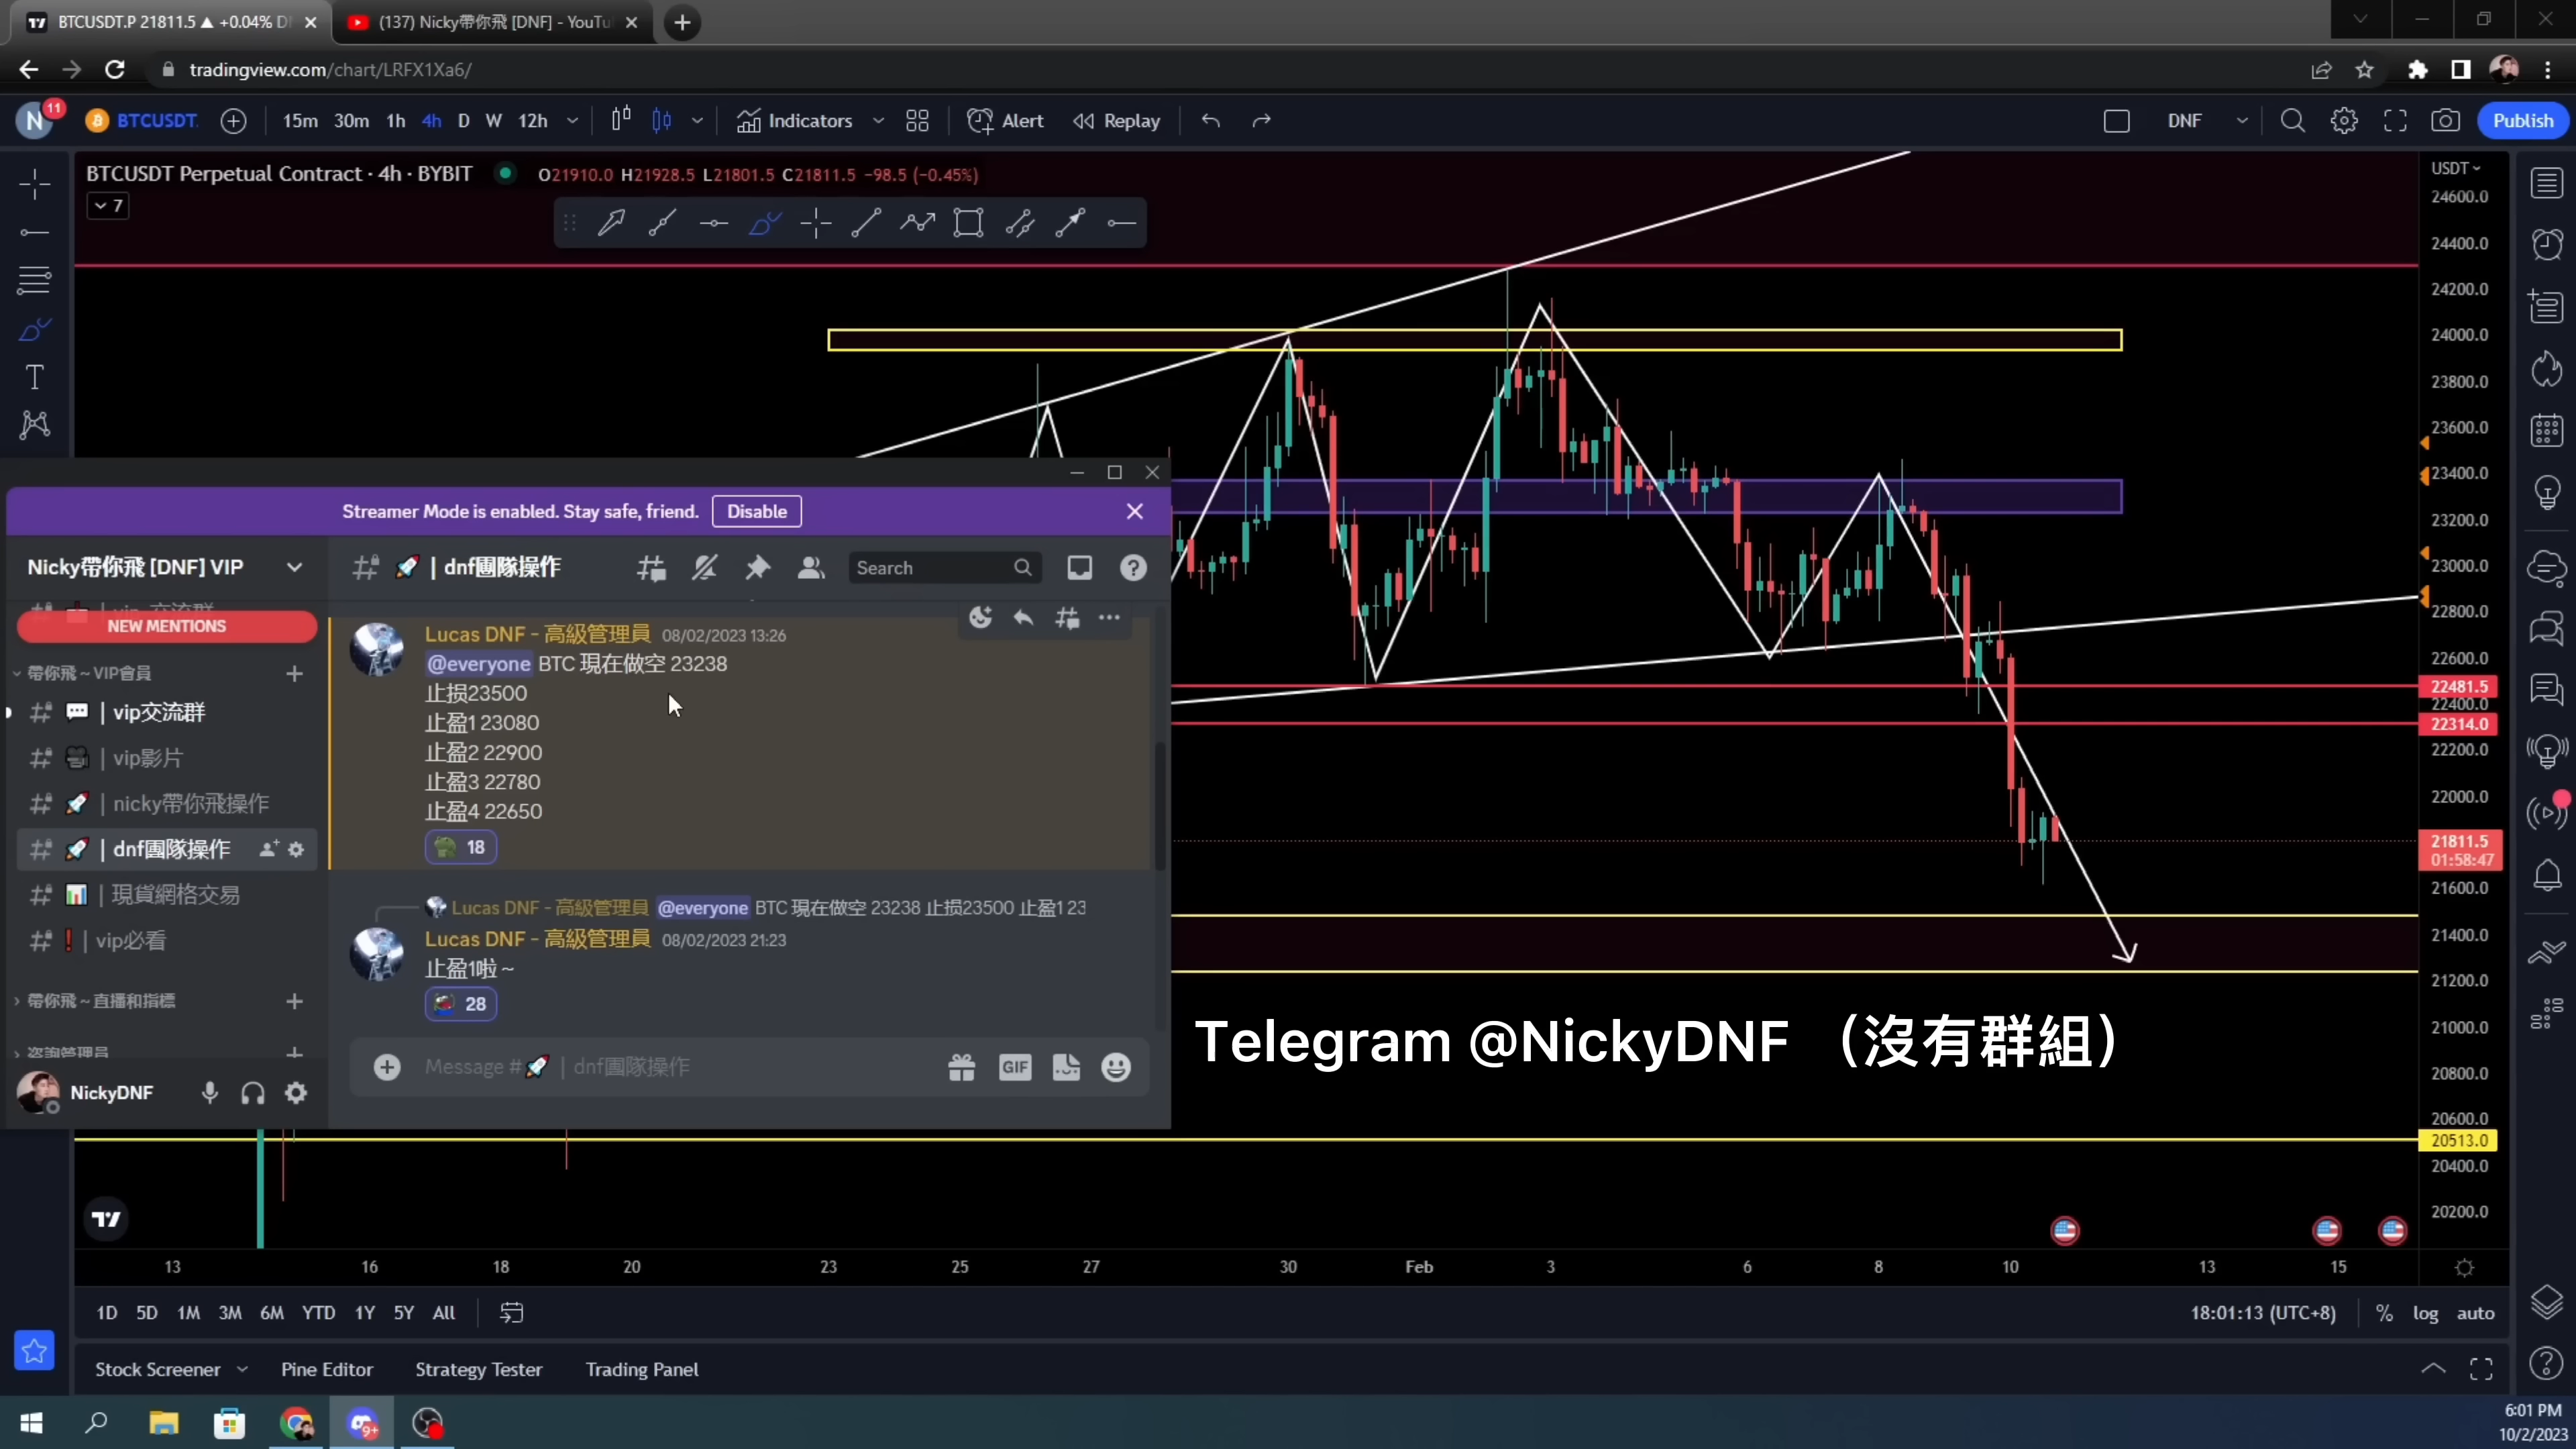 BTCUSDT.P 21811.5 ▲ +0.04%
(137) Nicky帶你飛 [DNF] - YouTu
tradingview.com/chart/LRFX1Xa6/
N 11
BTCUSDT.
15m 30m 1h 4h D W 12h
Indicators
Alert
Replay
DNF
Publish
BTCUSDT Perpetual Contract · 4h · BYBIT
O21910.0 H21928.5 L21801.5 C21811.5 −98.5 (−0.45%)
7
USDT
24600.0
24400.0
24200.0
24000.0
23800.0
23600.0
23400.0
23200.0
23000.0
22800.0
22600.0
22481.5
22400.0
22314.0
22200.0
22000.0
21811.5
01:58:47
21600.0
21400.0
21200.0
21000.0
20800.0
20600.0
20513.0
20400.0
20200.0
Streamer Mode is enabled. Stay safe, friend.
Disable
Nicky帶你飛 [DNF] VIP
NEW MENTIONS
帶你飛 ~ VIP會員
| vip交流群
| vip影片
| nicky帶你飛操作
| dnf團隊操作
| 現貨網格交易
| vip必看
帶你飛 ~ 直播和指標
咨詢管理員
NickyDNF
| dnf團隊操作
Search
Lucas DNF - 高級管理員 08/02/2023 13:26
@everyone BTC 現在做空 23238
止损23500
止盈1 23080
止盈2 22900
止盈3 22780
止盈4 22650
18
Lucas DNF - 高級管理員 @everyone BTC 現在做空 23238 止损23500 止盈1 23
Lucas DNF - 高級管理員 08/02/2023 21:23
止盈1啦 ~
28
Message # | dnf團隊操作
GIF
Telegram @NickyDNF （沒有群組）
13 16 18 20 23 25 27 30 Feb 3 6 8 10 13 15
1D 5D 1M 3M 6M YTD 1Y 5Y All
18:01:13 (UTC+8) % log auto
Stock Screener Pine Editor Strategy Tester Trading Panel
9+
6:01 PM
10/2/2023